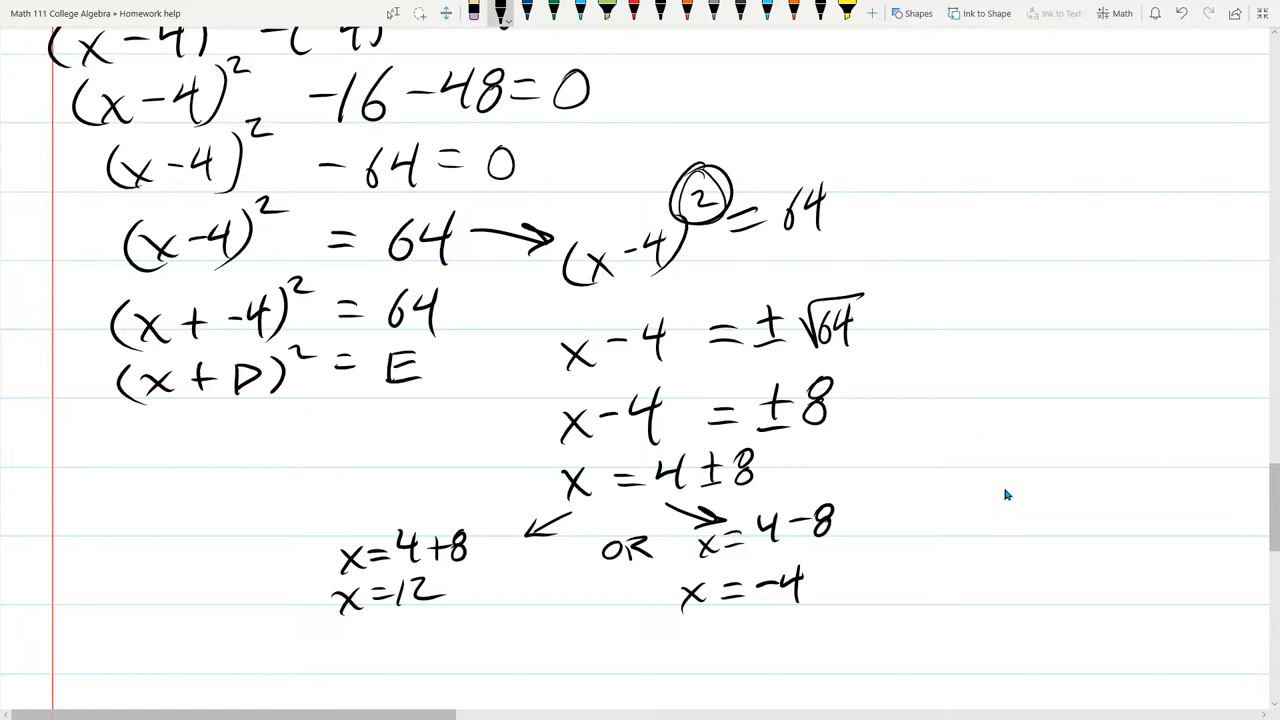 Math 111 College Algebra » Homework help
Shapes Ink to Shape Ink to Text Math
(x-4)
(x-4)² -16-48=0
(x-4)² -64=0
(x-4)² = 64
(x+-4)² = 64
(x+D)² = E
(x-4)² = 64
x-4 = ±√64
x-4 = ±8
x = 4±8
x=4+8
x=12
OR
x=4-8
x=-4